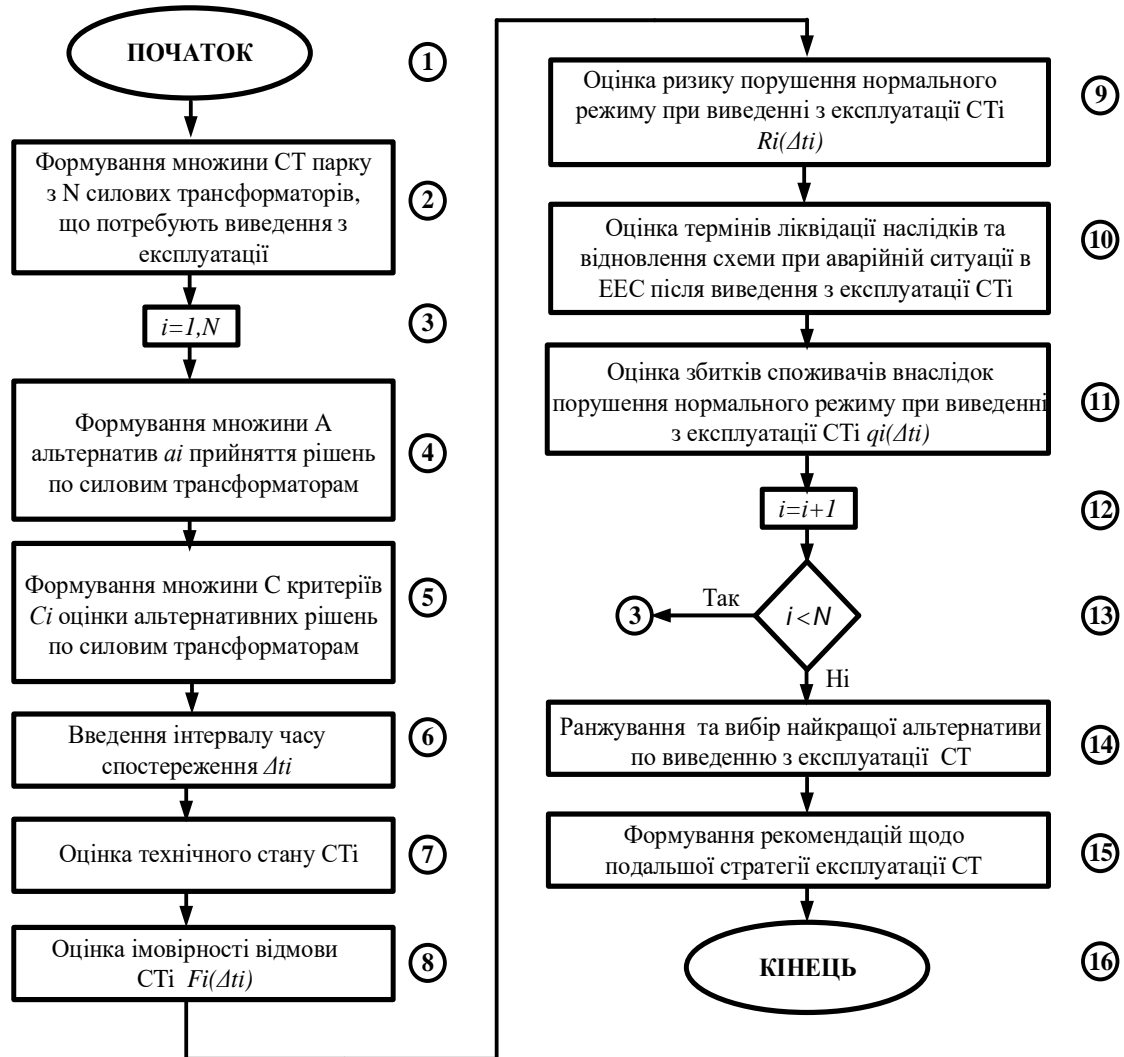 ПОЧАТОК
1
Формування множини СТ парку
з N силових трансформаторів,
що потребують виведення з
експлуатації
2
i=1,N
3
Формування множини А
альтернатив ai прийняття рішень
по силовим трансформаторам
4
Формування множини С критеріїв
Ci оцінки альтернативних рішень
по силовим трансформаторам
5
Введення інтервалу часу
спостереження Δti
6
Оцінка технічного стану СТі
7
Оцінка імовірності відмови
СТі Fi(Δti)
8
Оцінка ризику порушення нормального
режиму при виведенні з експлуатації СТі
Ri(Δti)
9
Оцінка термінів ліквідації наслідків та
відновлення схеми при аварійній ситуації в
ЕЕС після виведення з експлуатації СТі
10
Оцінка збитків споживачів внаслідок
порушення нормального режиму при виведенні
з експлуатації СТі qi(Δti)
11
i=i+1
12
Так
3
i<N
13
Ні
Ранжування та вибір найкращої альтернативи
по виведенню з експлуатації СТ
14
Формування рекомендацій щодо
подальшої стратегії експлуатації СТ
15
КІНЕЦЬ
16